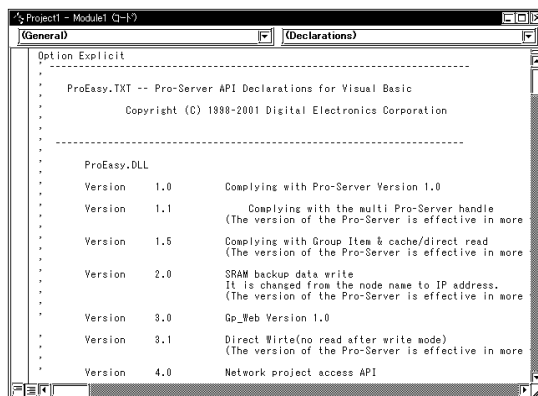 Project1 - Module1 (コード)
(General) (Declarations)
Option Explicit
' ------------------------------------------------------------------
'
' ProEasy.TXT -- Pro-Server API Declarations for Visual Basic
'
' Copyright (C) 1998-2001 Digital Electronics Corporation
'
'
' ------------------------------------------------------------------
'
' ProEasy.DLL
'
' Version 1.0 Complying with Pro-Server Version 1.0
'
' Version 1.1 Complying with the multi Pro-Server handle
' (The version of the Pro-Server is effective in more
'
' Version 1.5 Complying with Group Item & cache/direct read
' (The version of the Pro-Server is effective in more
'
' Version 2.0 SRAM backup data write
' It is changed from the node name to IP address.
' (The version of the Pro-Server is effective in more
'
' Version 3.0 Gp_Web Version 1.0
'
' Version 3.1 Direct Wirte(no read after write mode)
' (The version of the Pro-Server is effective in more
'
' Version 4.0 Network project access API